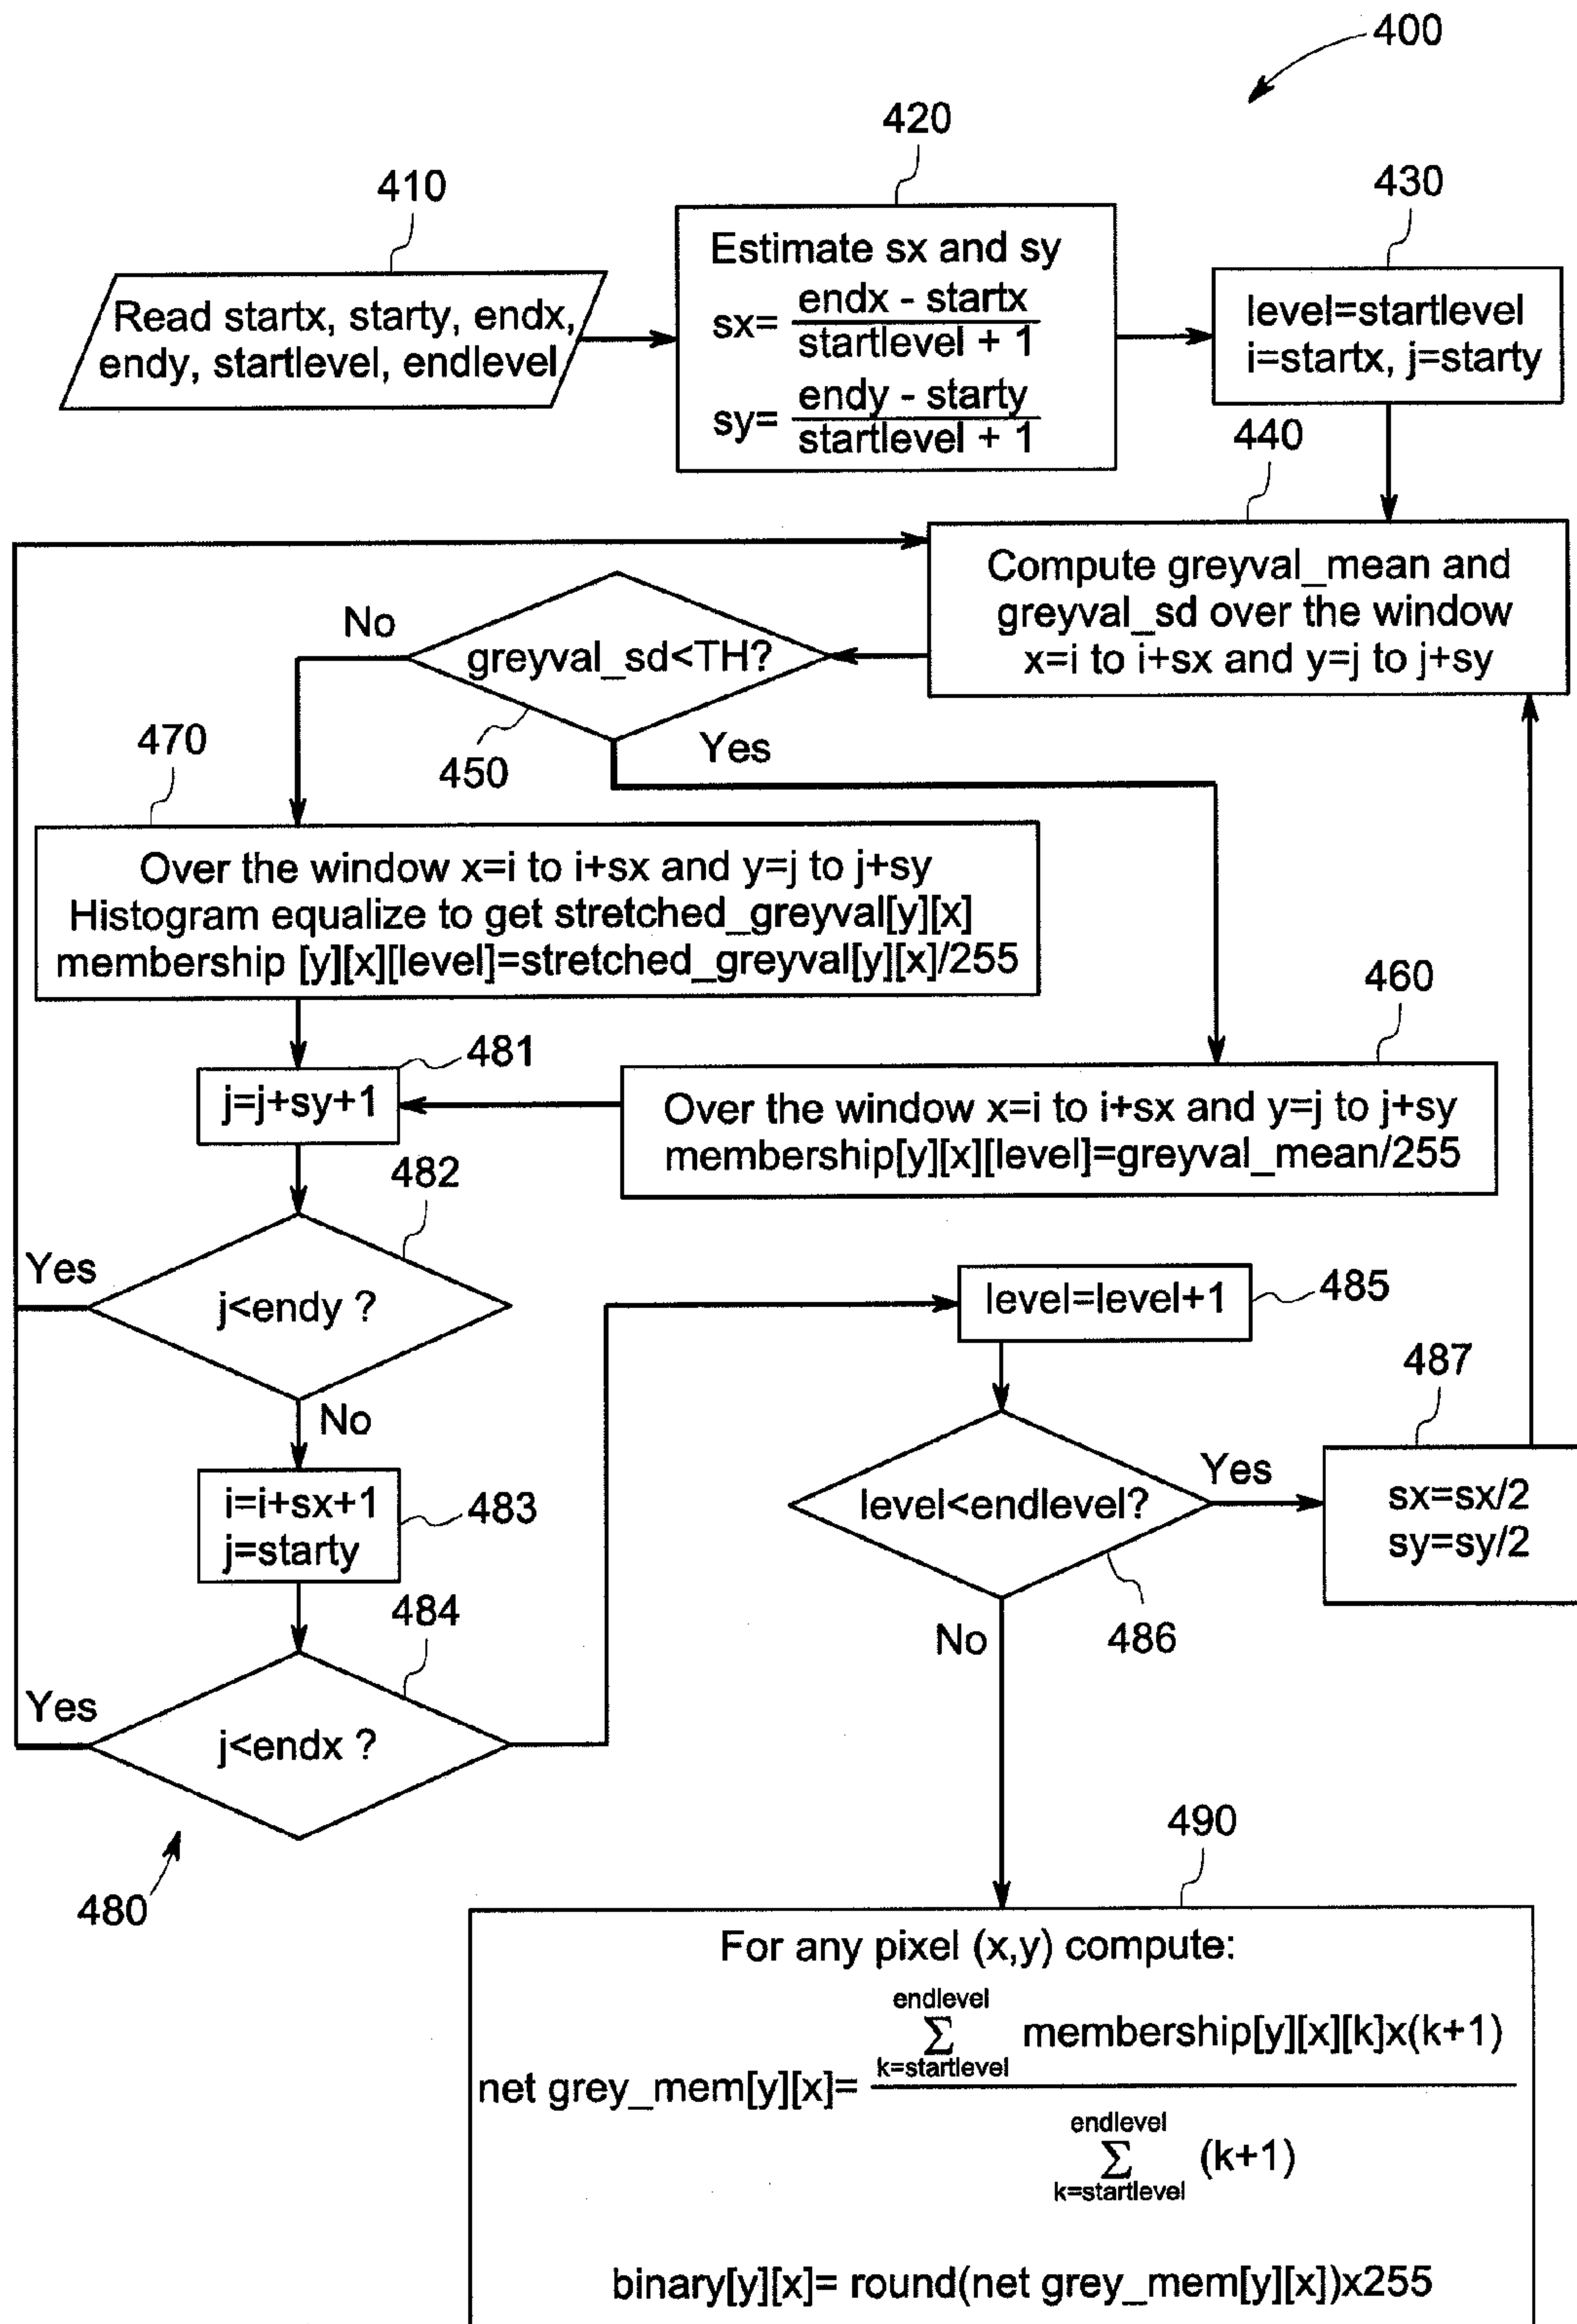 400
420
410
430
Estimate sx and sy
sx= endx - startx
startlevel + 1
sy= endy - starty
startlevel + 1
Read startx, starty, endx,
endy, startlevel, endlevel
level=startlevel
i=startx, j=starty
440
Compute greyval_mean and
greyval_sd over the window
x=i to i+sx and y=j to j+sy
No
greyval_sd<TH?
450
Yes
470
Over the window x=i to i+sx and y=j to j+sy
Histogram equalize to get stretched_greyval[y][x]
membership [y][x][level]=stretched_greyval[y][x]/255
460
481
j=j+sy+1
Over the window x=i to i+sx and y=j to j+sy
membership[y][x][level]=greyval_mean/255
482
Yes
j<endy ?
No
level=level+1
485
487
i=i+sx+1
j=starty
483
level<endlevel?
Yes
sx=sx/2
sy=sy/2
484
No
486
Yes
j<endx ?
480
490
For any pixel (x,y) compute:
endlevel
Σ membership[y][x][k]x(k+1)
k=startlevel
net grey_mem[y][x]=
endlevel
Σ (k+1)
k=startlevel
binary[y][x]= round(net grey_mem[y][x])x255